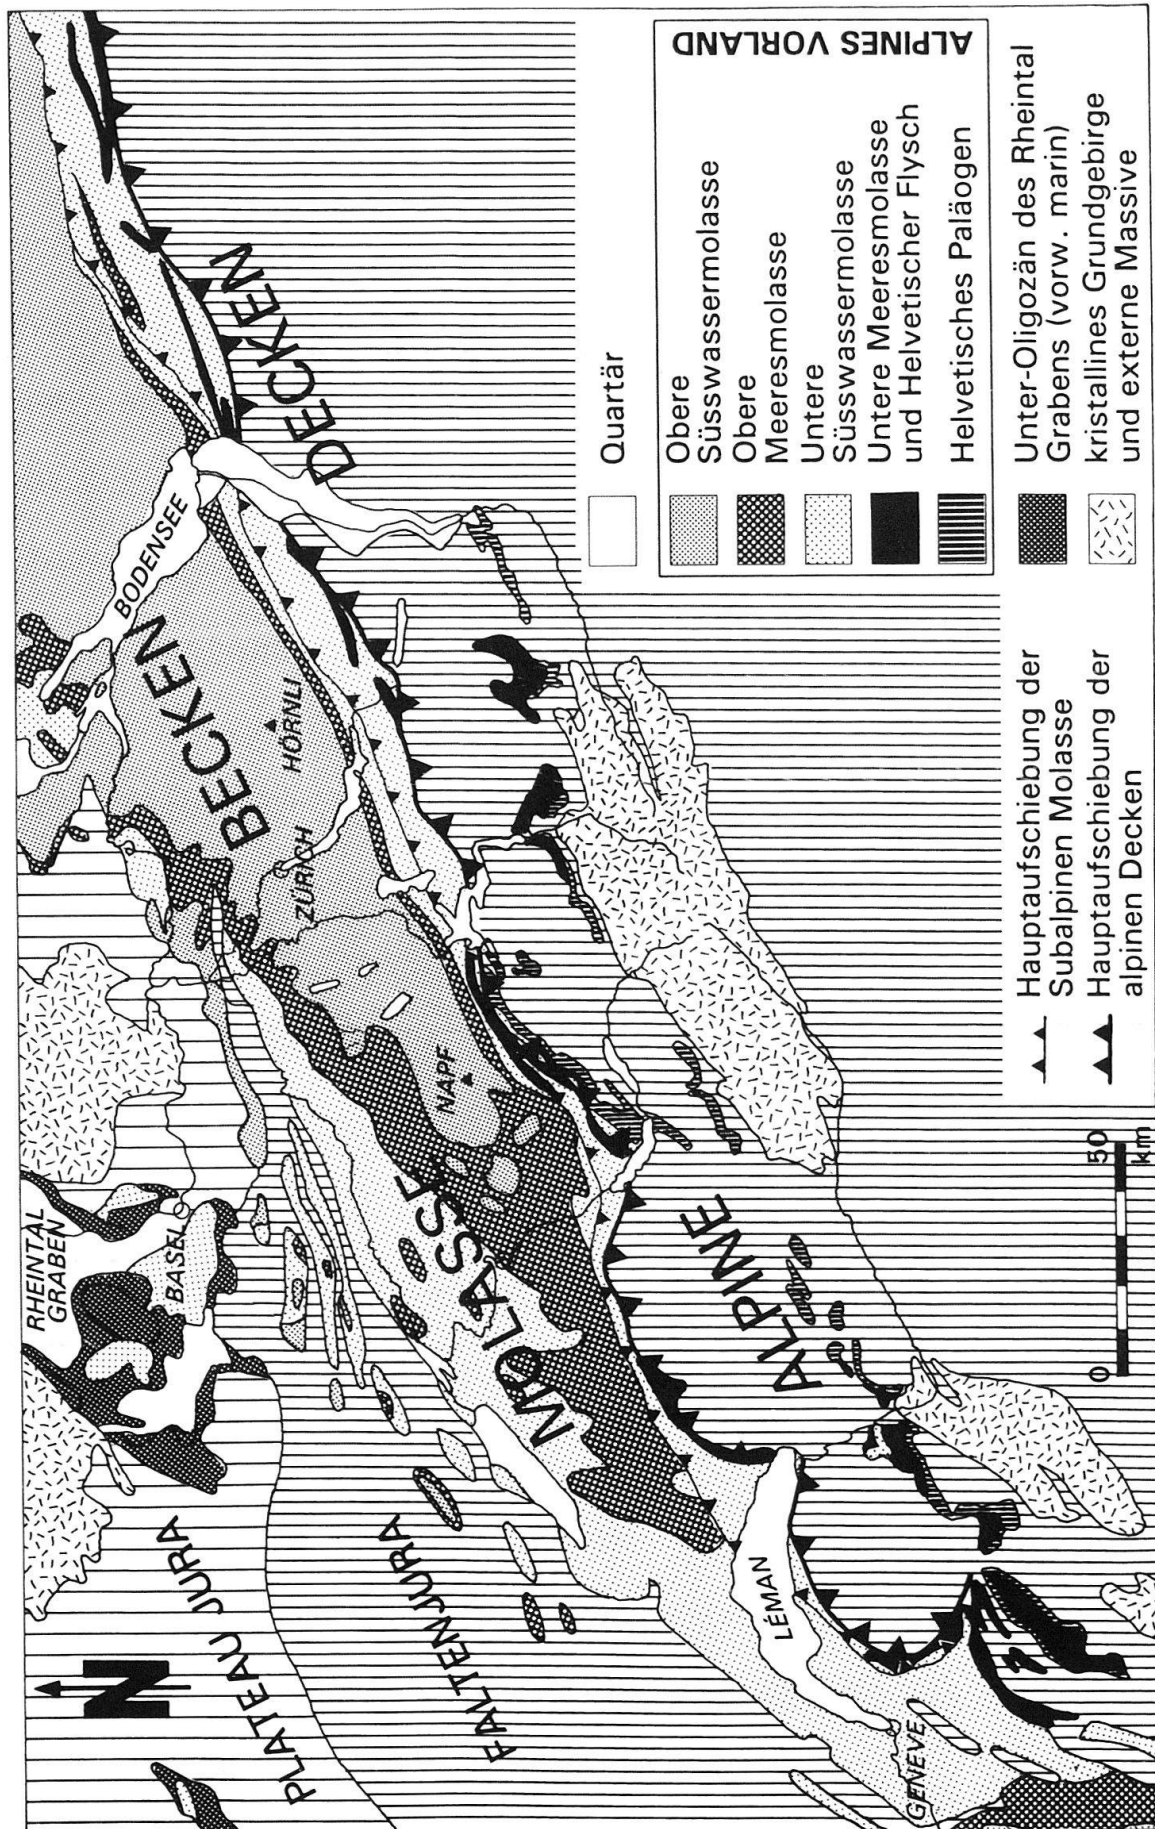 N
PLATEAU JURA
FALTENJURA
RHEINTAL
GRABEN
BASEL
MOLASSE
BECKEN
BODENSEE
HÖRNLI
ZÜRICH
NAPF
ALPINE
DECKEN
LÉMAN
GENÈVE
0
50
km
Hauptaufschiebung der
Subalpinen Molasse
Hauptaufschiebung der
alpinen Decken
Quartär
Obere
Süsswassermolasse
Obere
Meeresmolasse
Untere
Süsswassermolasse
Untere Meeresmolasse
und Helvetischer Flysch
Helvetisches Paläogen
ALPINES VORLAND
Unter-Oligozän des Rheintal
Grabens (vorw. marin)
kristallines Grundgebirge
und externe Massive